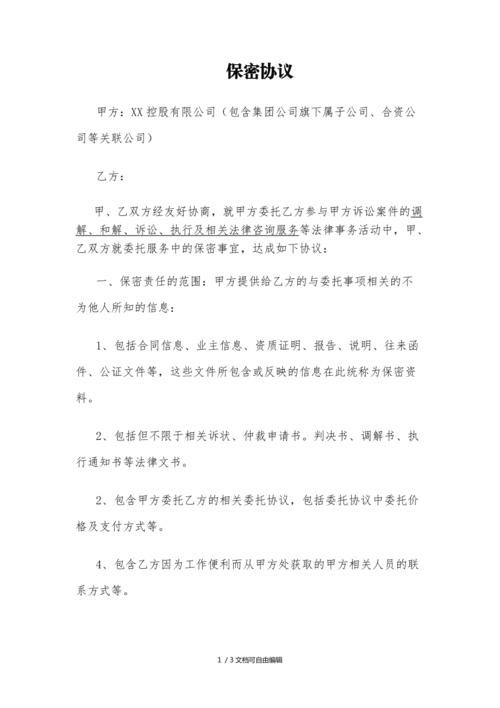 保密协议
甲方：XX 控股有限公司（包含集团公司旗下属子公司、合资公
司等关联公司）
乙方：
甲、乙双方经友好协商，就甲方委托乙方参与甲方诉讼案件的调
解、和解、诉讼、执行及相关法律咨询服务等法律事务活动中，甲、
乙双方就委托服务中的保密事宜，达成如下协议：
一、保密责任的范围：甲方提供给乙方的与委托事项相关的不
为他人所知的信息：
1、包括合同信息、业主信息、资质证明、报告、说明、往来函
件、公证文件等，这些文件所包含或反映的信息在此统称为保密资
料。
2、包括但不限于相关诉状、仲裁申请书。判决书、调解书、执
行通知书等法律文书。
2、包含甲方委托乙方的相关委托协议，包括委托协议中委托价
格及支付方式等。
4、包含乙方因为工作便利而从甲方处获取的甲方相关人员的联
系方式等。
1 / 3 文档可自由编辑